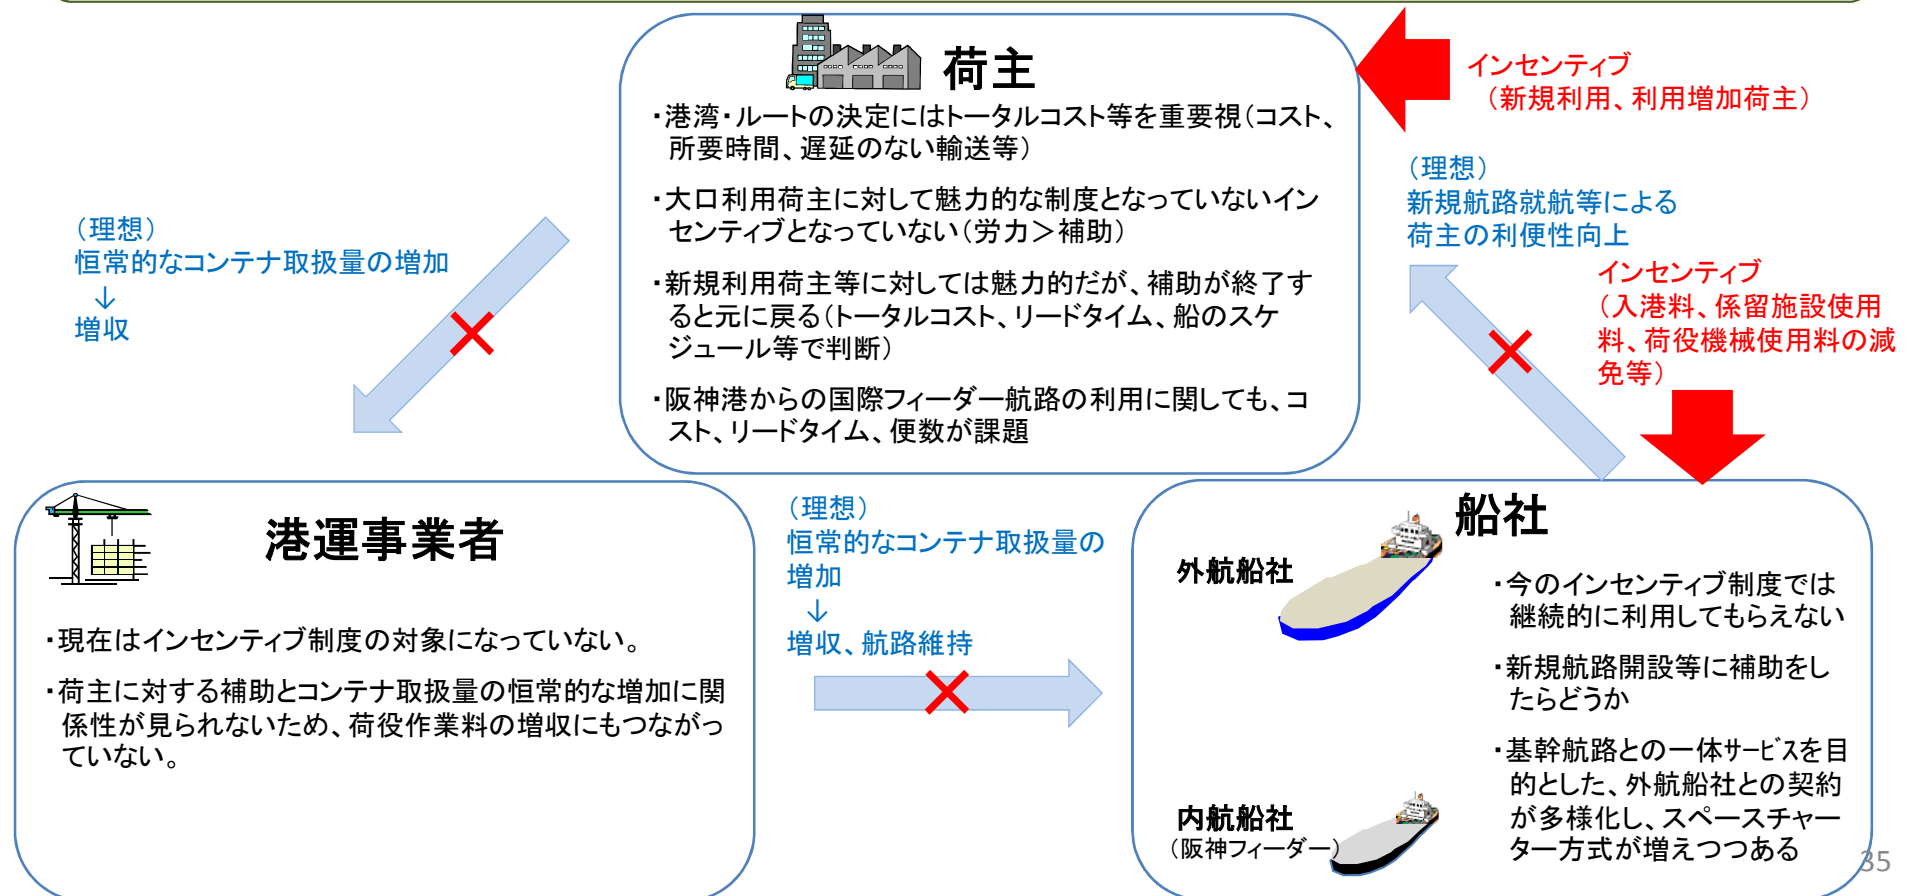 荷主
・港湾・ルートの決定にはトータルコスト等を重要視(コスト、
所要時間、遅延のない輸送等)
・大口利用荷主に対して魅力的な制度となっていないイン
センティブとなっていない(労力>補助)
・新規利用荷主等に対しては魅力的だが、補助が終了す
ると元に戻る(トータルコスト、リードタイム、船のスケ
ジュール等で判断)
・阪神港からの国際フィーダー航路の利用に関しても、コ
スト、リードタイム、便数が課題
インセンティブ
(新規利用、利用増加荷主)
(理想)
新規航路就航等による
荷主の利便性向上
インセンティブ
(入港料、係留施設使用
料、荷役機械使用料の減
免等)
(理想)
恒常的なコンテナ取扱量の増加
↓
増収
港運事業者
・現在はインセンティブ制度の対象になっていない。
・荷主に対する補助とコンテナ取扱量の恒常的な増加に関
係性が見られないため、荷役作業料の増収にもつながっ
ていない。
(理想)
恒常的なコンテナ取扱量の
増加
↓
増収、航路維持
船社
外航船社
・今のインセンティブ制度では
継続的に利用してもらえない
・新規航路開設等に補助をし
たらどうか
・基幹航路との一体サービスを目
的とした、外航船社との契約
が多様化し、スペースチャー
ター方式が増えつつある
内航船社
(阪神フィーダー)
35